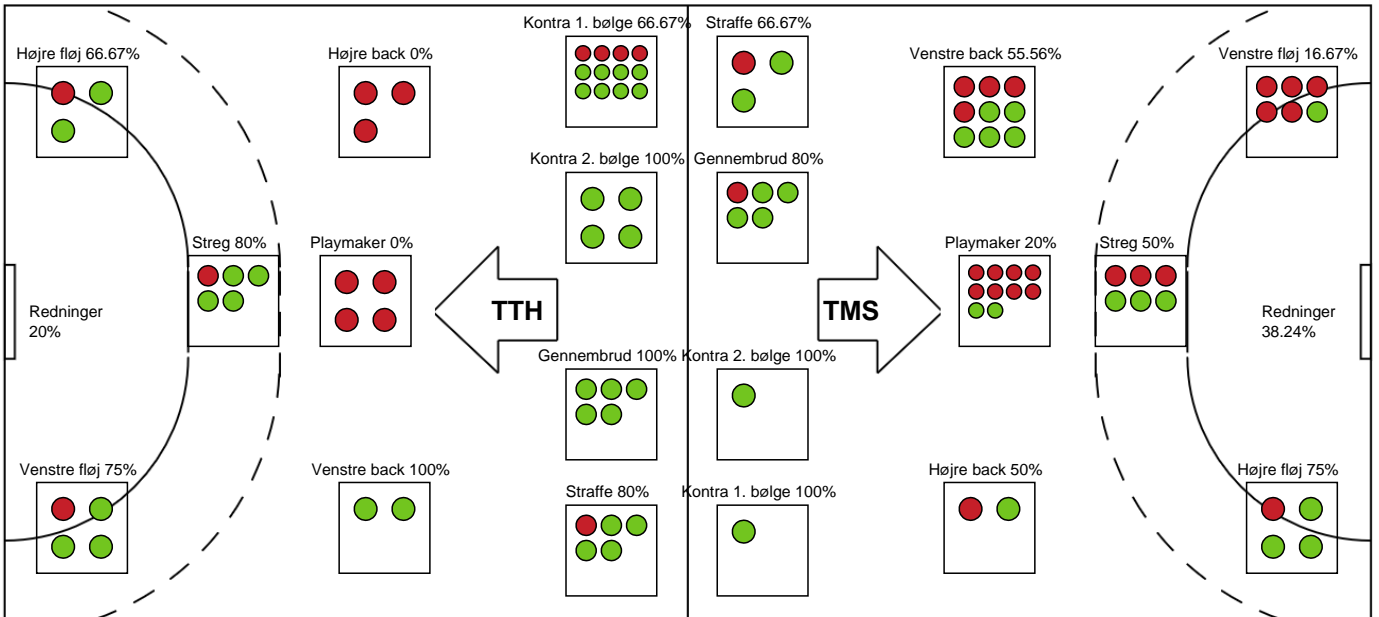 Kontra 1. bølge 66.67%
Straffe 66.67%
Højre fløj 66.67%
Højre back 0%
Venstre back 55.56%
Venstre fløj 16.67%
Kontra 2. bølge 100%
Gennembrud 80%
Streg 80%
Playmaker 0%
Playmaker 20%
Streg 50%
Redninger
20%
TTH
TMS
Redninger
38.24%
Gennembrud 100%
Kontra 2. bølge 100%
Venstre fløj 75%
Venstre back 100%
Højre back 50%
Højre fløj 75%
Straffe 80%
Kontra 1. bølge 100%